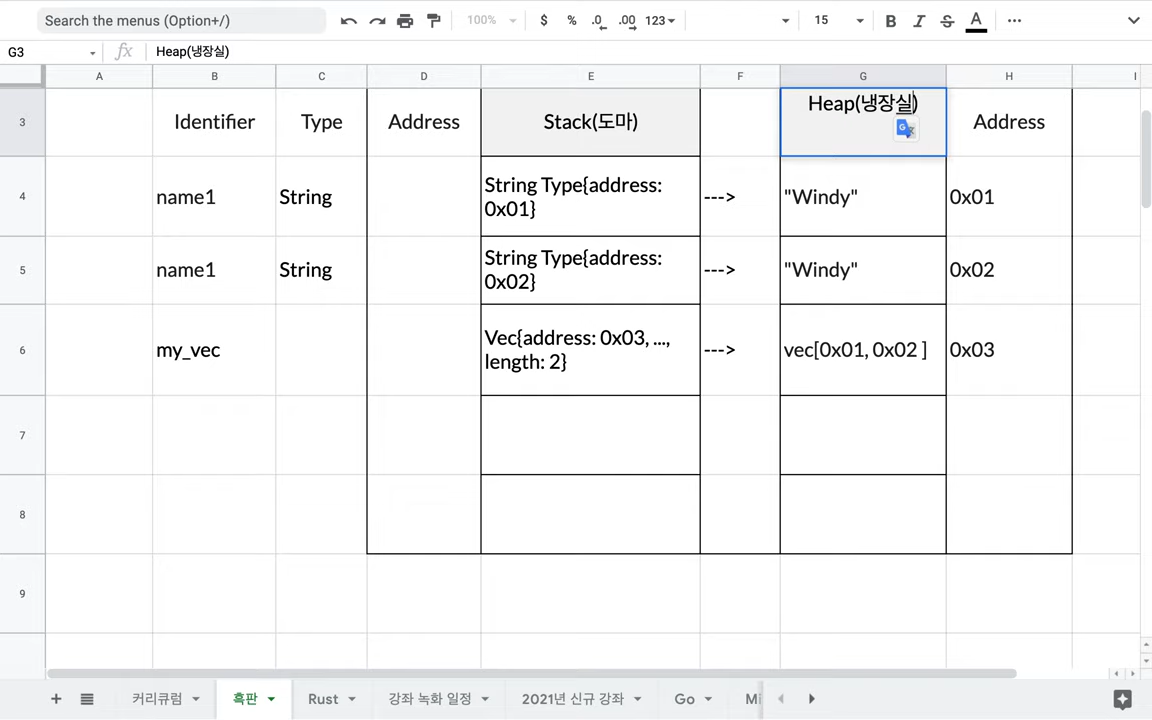 Search the menus (Option+/) 100% $ % .0 .00 123 15 B I S A ...
G3 fx Heap(냉장실)
A B C D E F G H I
3 Identifier Type Address Stack(도마) Heap(냉장실) Address
4 name1 String String Type{address: 0x01} ---> "Windy" 0x01
5 name1 String String Type{address: 0x02} ---> "Windy" 0x02
6 my_vec Vec{address: 0x03, ..., length: 2} ---> vec[0x01, 0x02 ] 0x03
7
8
9
+ 커리큐럼 흑판 Rust 강좌 녹화 일정 2021년 신규 강좌 Go Mi